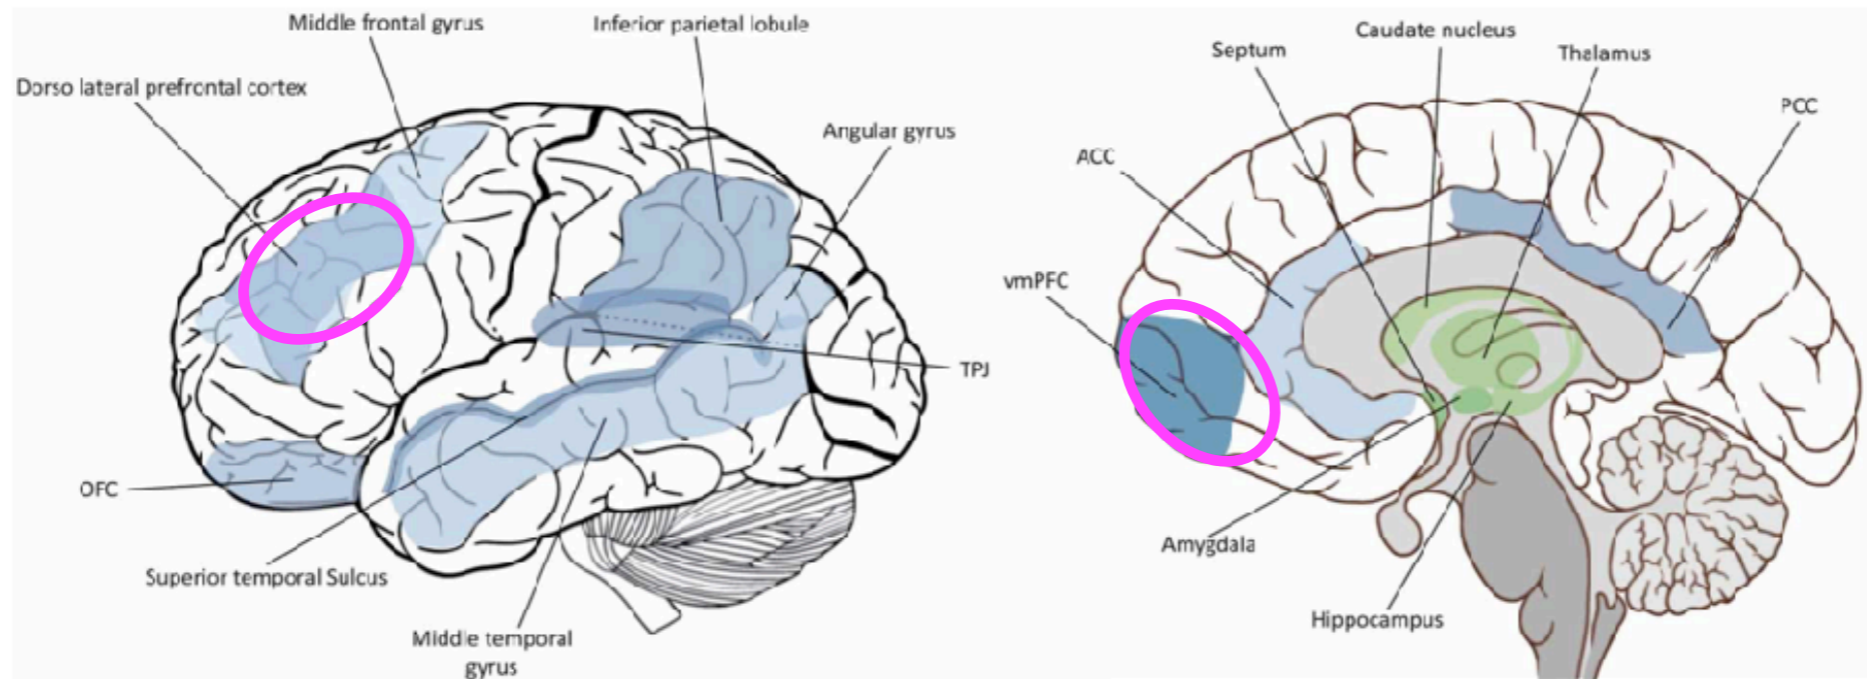 Middle frontal gyrus
Inferior parietal lobule
Dorso lateral prefrontal cortex
Angular gyrus
TPJ
OFC
Superior temporal Sulcus
Middle temporal
gyrus
Caudate nucleus
Septum
Thalamus
PCC
ACC
vmPFC
Amygdala
Hippocampus